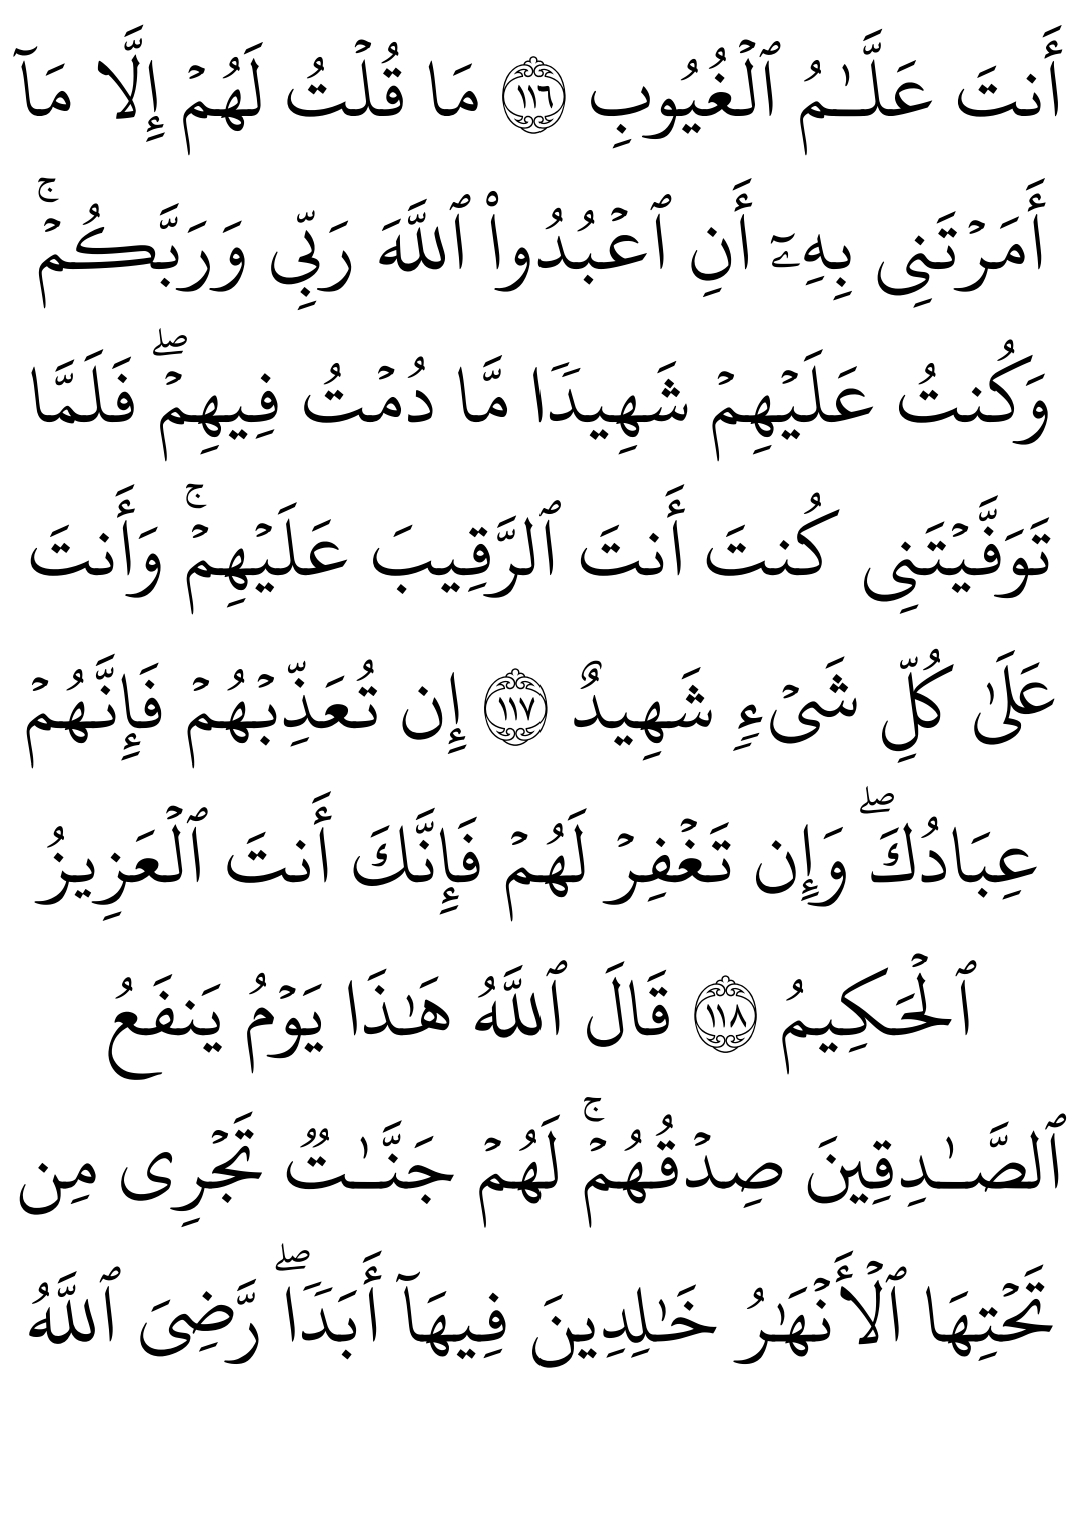 أَنتَ عَلَّـٰمُ ٱلْغُيُوبِ ١١٦ مَا قُلْتُ لَهُمْ إِلَّا مَآ
أَمَرْتَنِى بِهِۦٓ أَنِ ٱعْبُدُوا۟ ٱللَّهَ رَبِّى وَرَبَّكُمْ ۚ
وَكُنتُ عَلَيْهِمْ شَهِيدًا مَّا دُمْتُ فِيهِمْ ۖ فَلَمَّا
تَوَفَّيْتَنِى كُنتَ أَنتَ ٱلرَّقِيبَ عَلَيْهِمْ ۚ وَأَنتَ
عَلَىٰ كُلِّ شَىْءٍ شَهِيدٌ ١١٧ إِن تُعَذِّبْهُمْ فَإِنَّهُمْ
عِبَادُكَ ۖ وَإِن تَغْفِرْ لَهُمْ فَإِنَّكَ أَنتَ ٱلْعَزِيزُ
ٱلْحَكِيمُ ١١٨ قَالَ ٱللَّهُ هَـٰذَا يَوْمُ يَنفَعُ
ٱلصَّـٰدِقِينَ صِدْقُهُمْ ۚ لَهُمْ جَنَّـٰتٌ تَجْرِى مِن
تَحْتِهَا ٱلْأَنْهَـٰرُ خَـٰلِدِينَ فِيهَآ أَبَدًا ۖ رَّضِىَ ٱللَّهُ